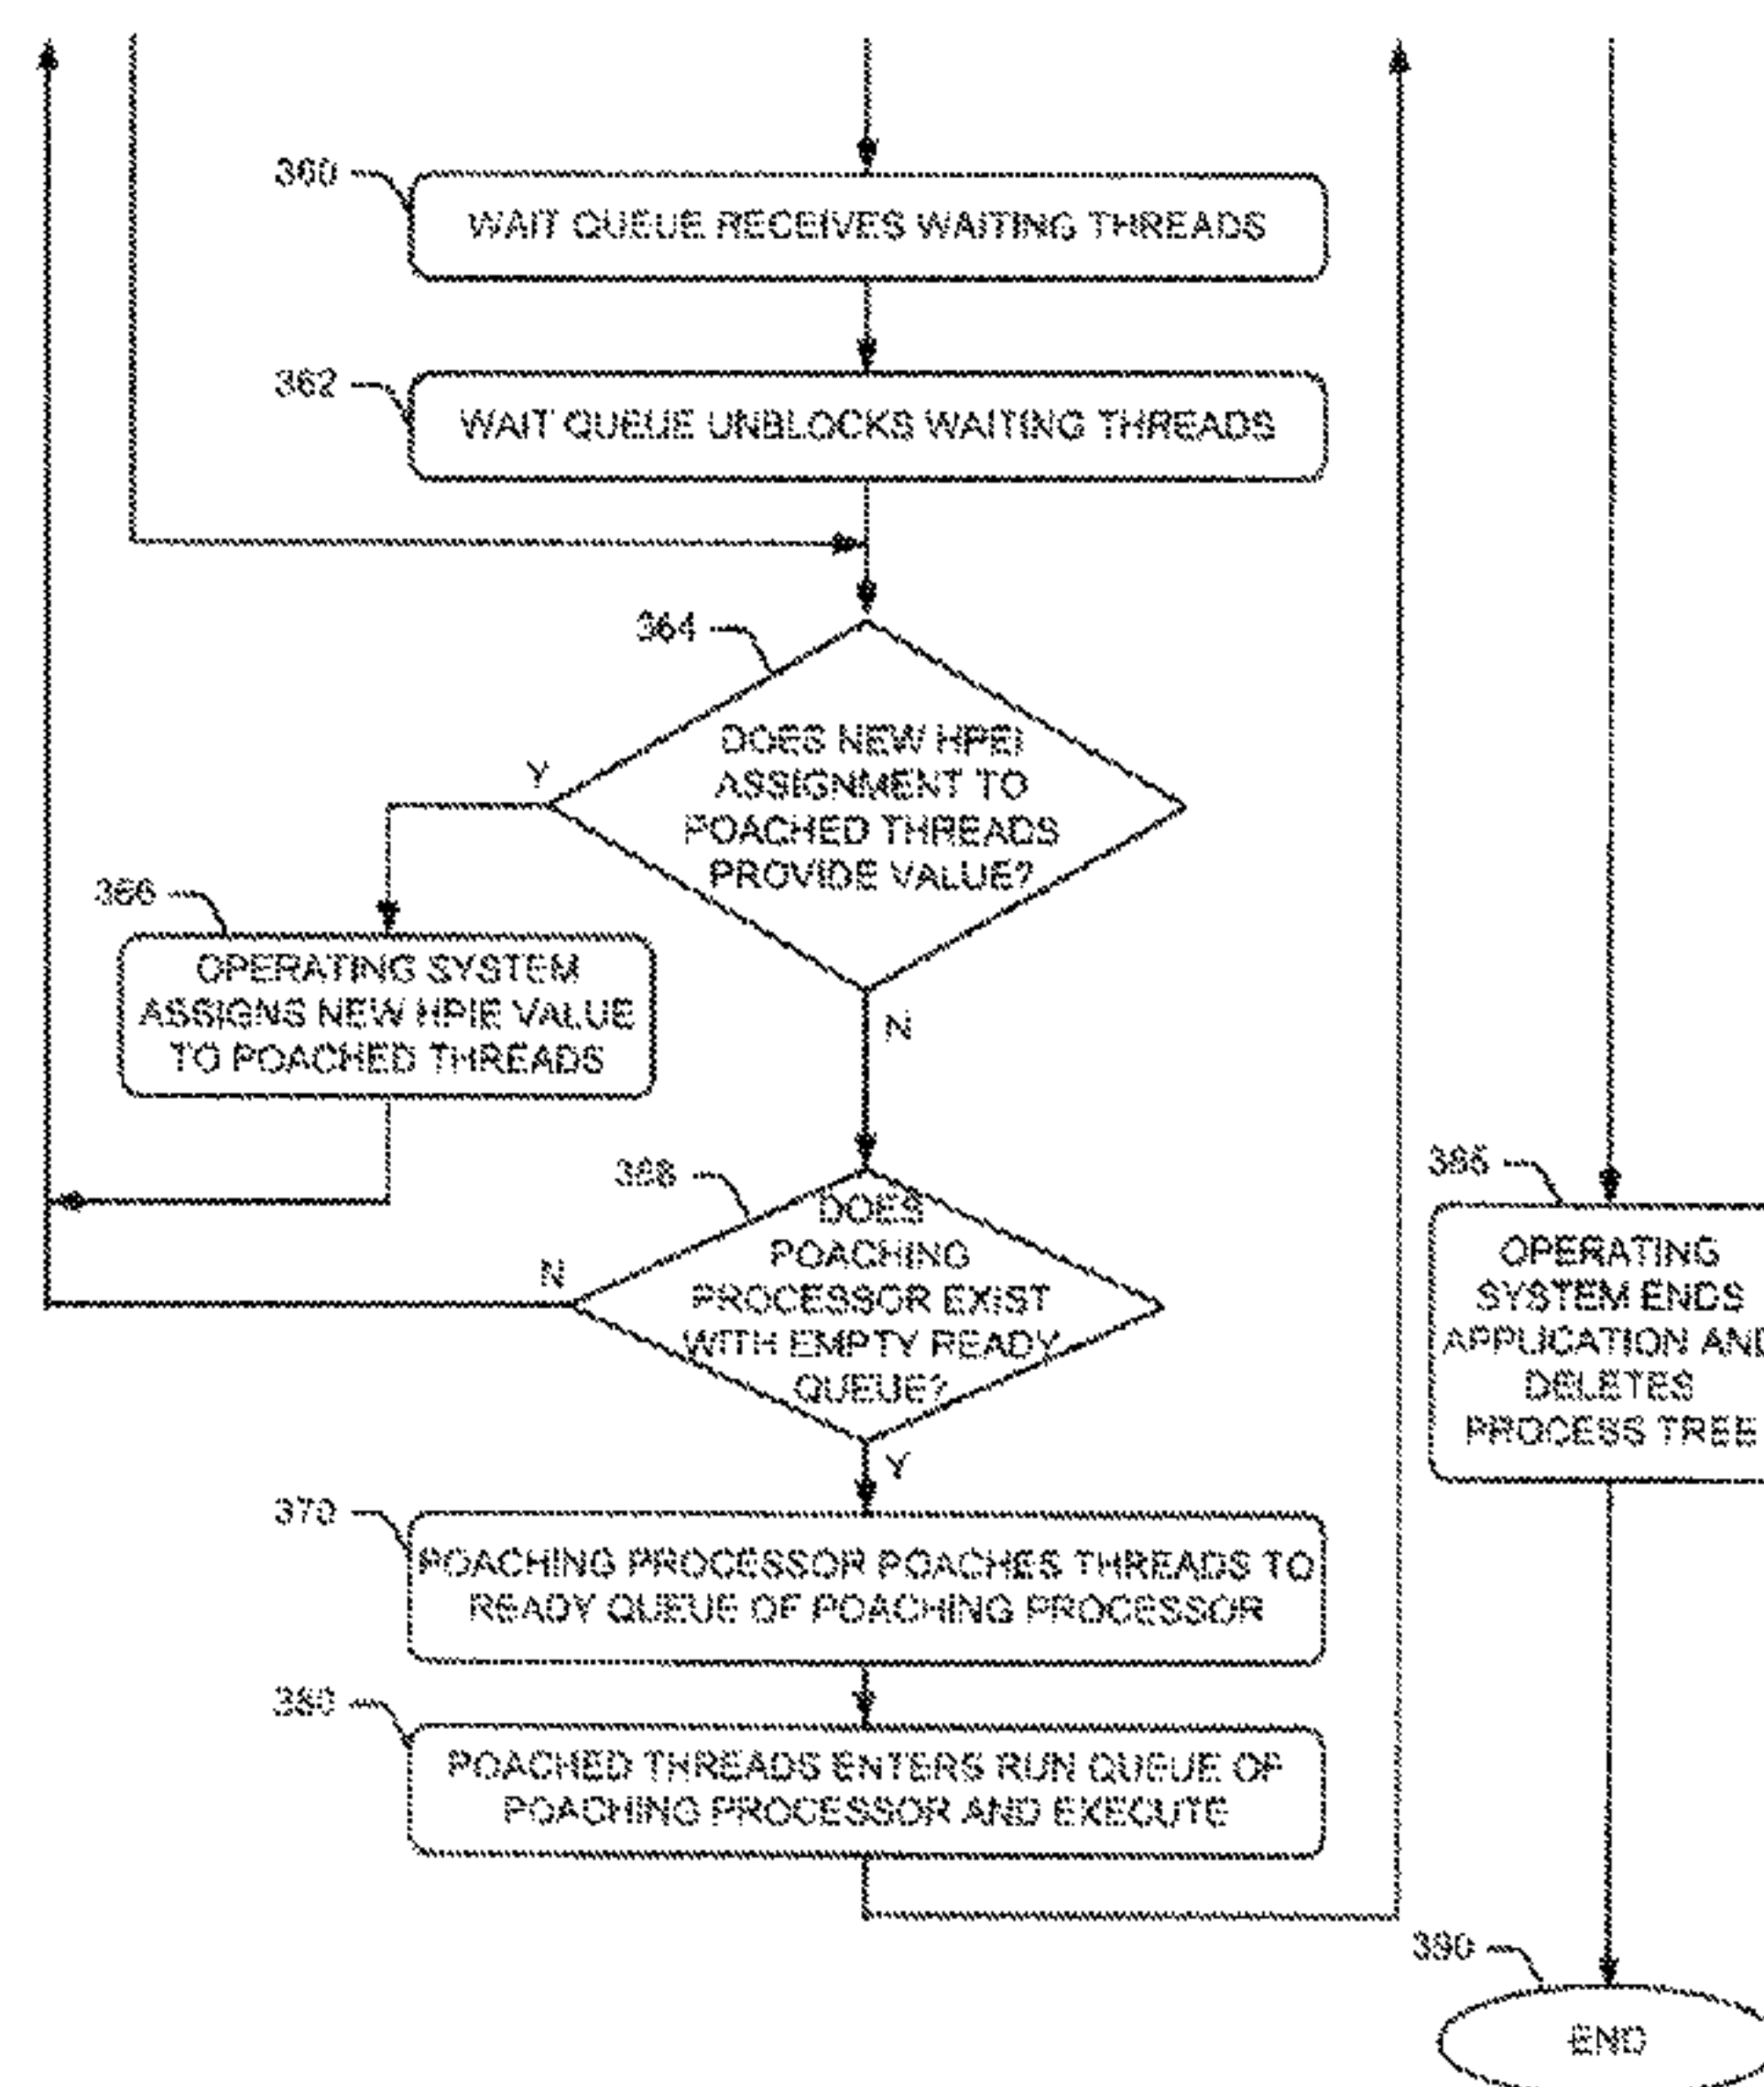 360
WAIT QUEUE RECEIVES WAITING THREADS
362
WAIT QUEUE UNBLOCKS WAITING THREADS
364
DOES NEW HPEI
ASSIGNMENT TO
POACHED THREADS
PROVIDE VALUE?
Y
N
366
OPERATING SYSTEM
ASSIGNS NEW HPIE VALUE
TO POACHED THREADS
368
DOES
POACHING
PROCESSOR EXIST
WITH EMPTY READY
QUEUE?
N
Y
370
POACHING PROCESSOR POACHES THREADS TO
READY QUEUE OF POACHING PROCESSOR
380
POACHED THREADS ENTERS RUN QUEUE OF
POACHING PROCESSOR AND EXECUTE
385
OPERATING
SYSTEM ENDS
APPLICATION AND
DELETES
PROCESS TREE
390
END